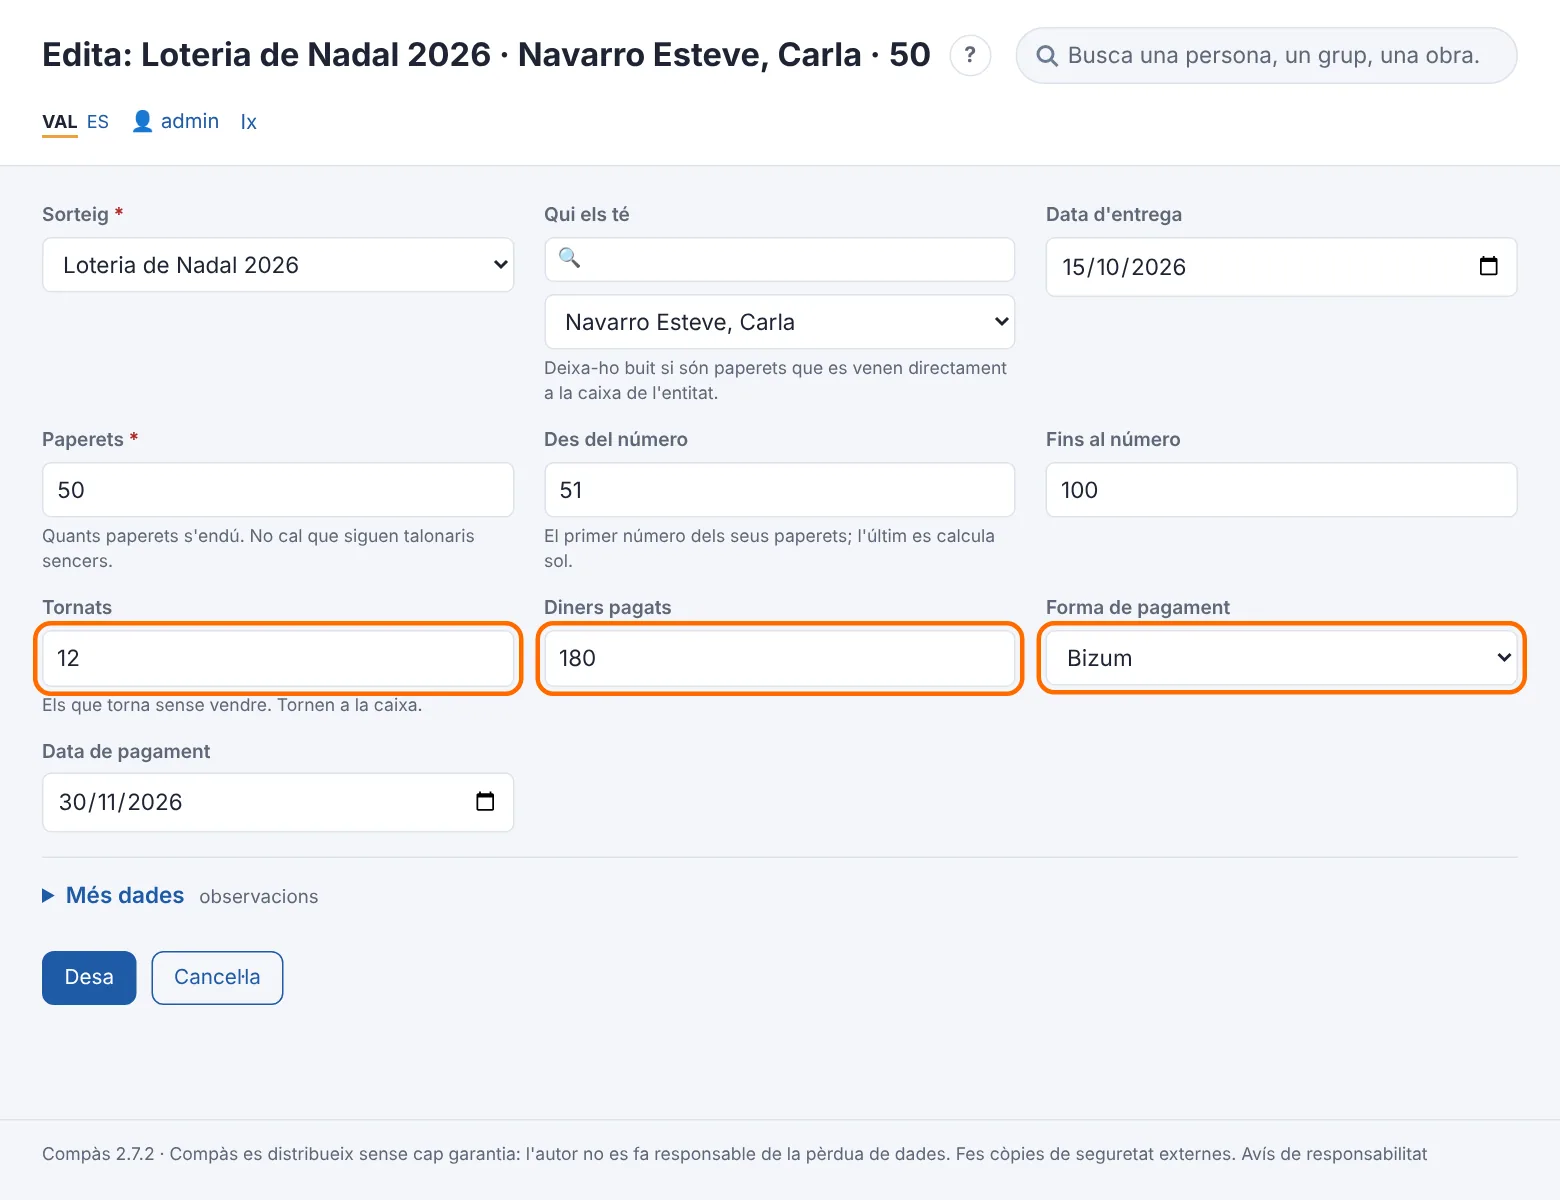 Edita: Loteria de Nadal 2026 · Navarro Esteve, Carla · 50
?
Busca una persona, un grup, una obra.
VAL ES admin Ix
Sorteig *
Loteria de Nadal 2026
Qui els té
Navarro Esteve, Carla
Deixa-ho buit si són paperets que es venen directament
a la caixa de l'entitat.
Data d'entrega
15/10/2026
Paperets *
50
Quants paperets s'endú. No cal que siguen talonaris
sencers.
Des del número
51
El primer número dels seus paperets; l'últim es calcula
sol.
Fins al número
100
Tornats
12
Els que torna sense vendre. Tornen a la caixa.
Diners pagats
180
Forma de pagament
Bizum
Data de pagament
30/11/2026
Més dades observacions
Desa
Cancel·la
Compàs 2.7.2 · Compàs es distribueix sense cap garantia: l'autor no es fa responsable de la pèrdua de dades. Fes còpies de seguretat externes. Avís de responsabilitat